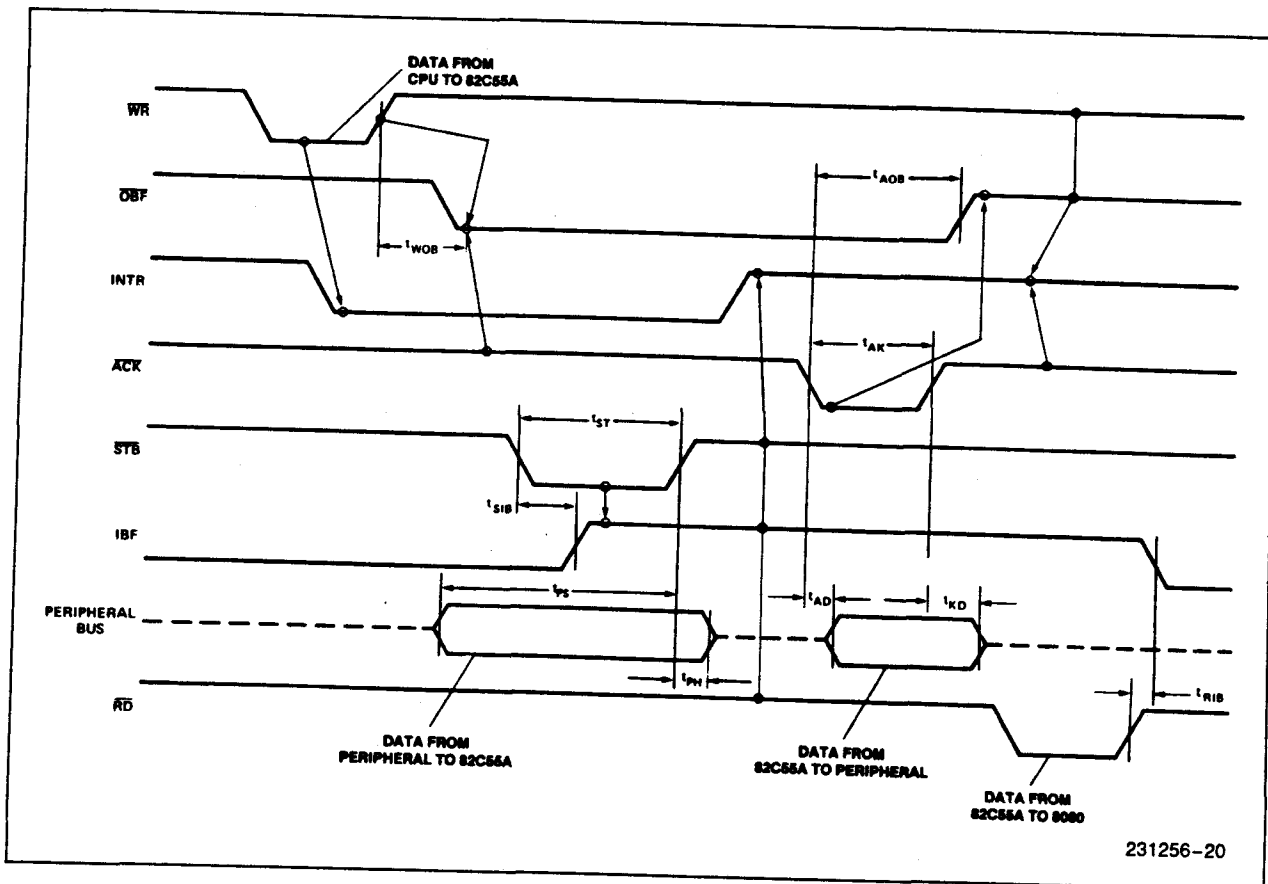 DATA FROM
CPU TO 82C55A
WR
OBF
tAOB
tWOB
INTR
tAK
ACK
tST
STB
tSIB
IBF
tPS
tAD
tKD
PERIPHERAL
BUS
tPH
tRIB
RD
DATA FROM
PERIPHERAL TO 82C55A
DATA FROM
82C55A TO PERIPHERAL
DATA FROM
82C55A TO 8080
231256-20